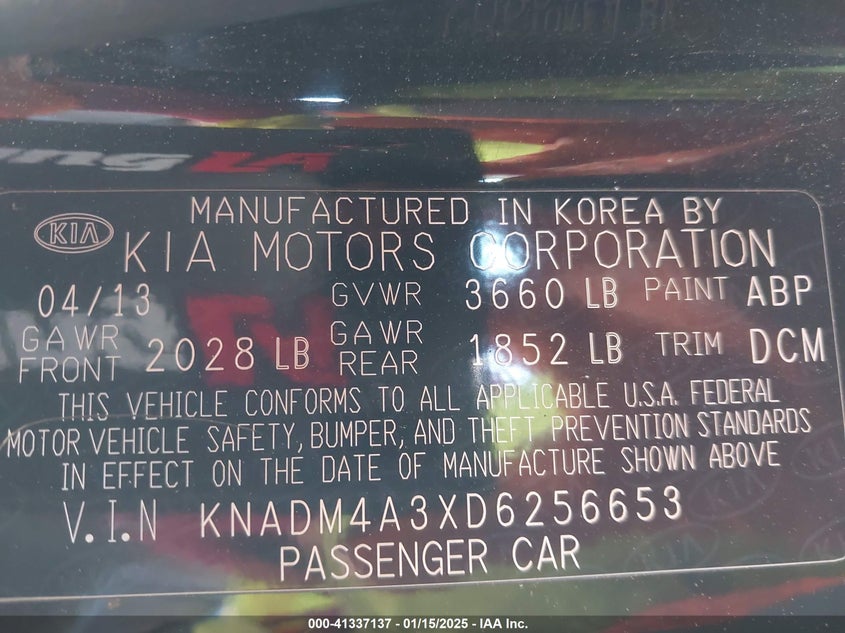 MANUFACTURED IN KOREA BY
KIA KIA MOTORS CORPORATION
04/13 GVWR 3660 LB PAINT ABP
GAWR FRONT 2028 LB GAWR REAR 1852 LB TRIM DCM
THIS VEHICLE CONFORMS TO ALL APPLICABLE U.S.A. FEDERAL
MOTOR VEHICLE SAFETY, BUMPER, AND THEFT PREVENTION STANDARDS
IN EFFECT ON THE DATE OF MANUFACTURE SHOWN ABOVE
V.I.N KNADM4A3XD6256653
PASSENGER CAR
000-41337137 - 01/15/2025 - IAA Inc.